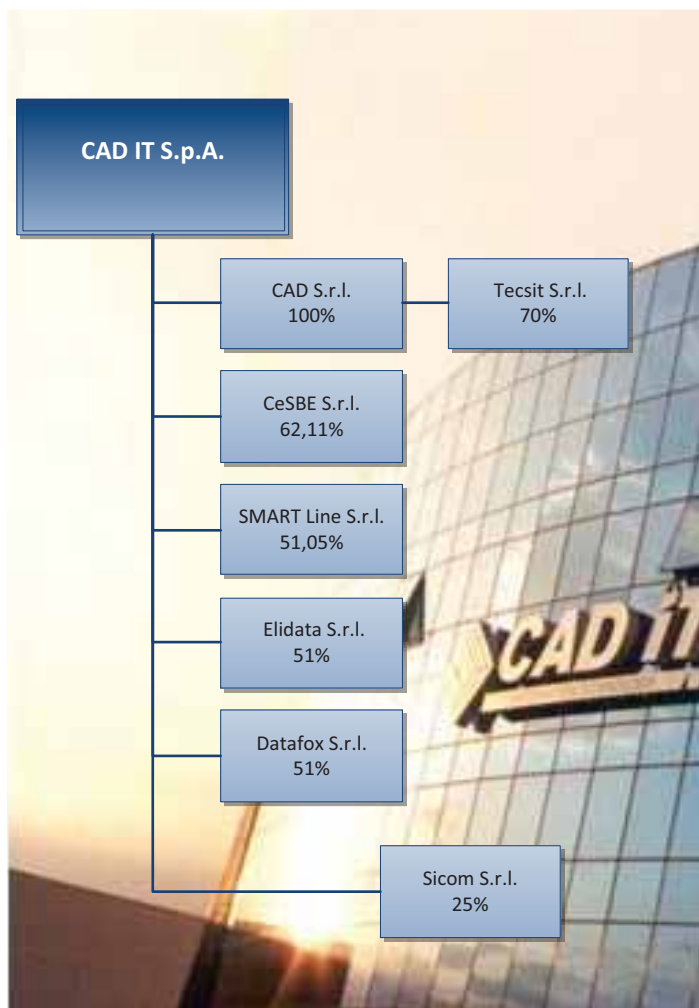 CAD IT S.p.A.
CAD S.r.l.
100%
Tecsit S.r.l.
70%
CeSBE S.r.l.
62,11%
SMART Line S.r.l.
51,05%
Elidata S.r.l.
51%
CAD iT
Datafox S.r.l.
51%
Sicom S.r.l.
25%